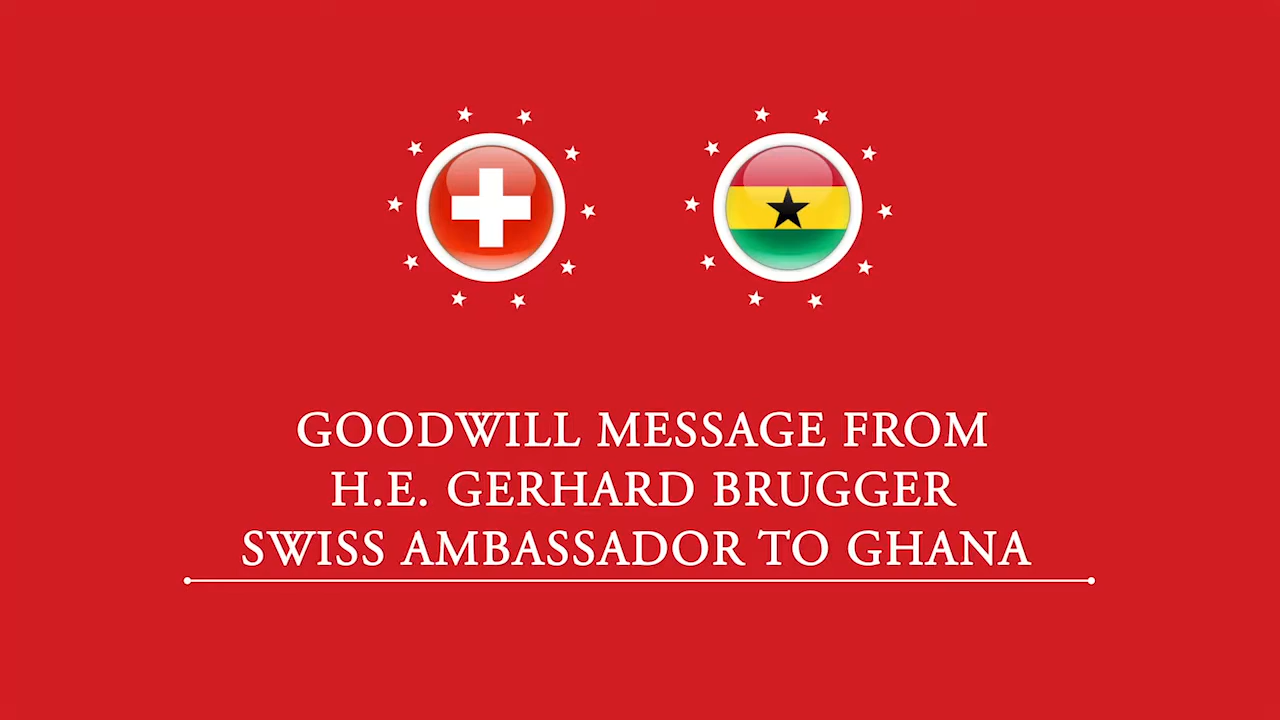 GOODWILL MESSAGE FROM
H.E. GERHARD BRUGGER
SWISS AMBASSADOR TO GHANA